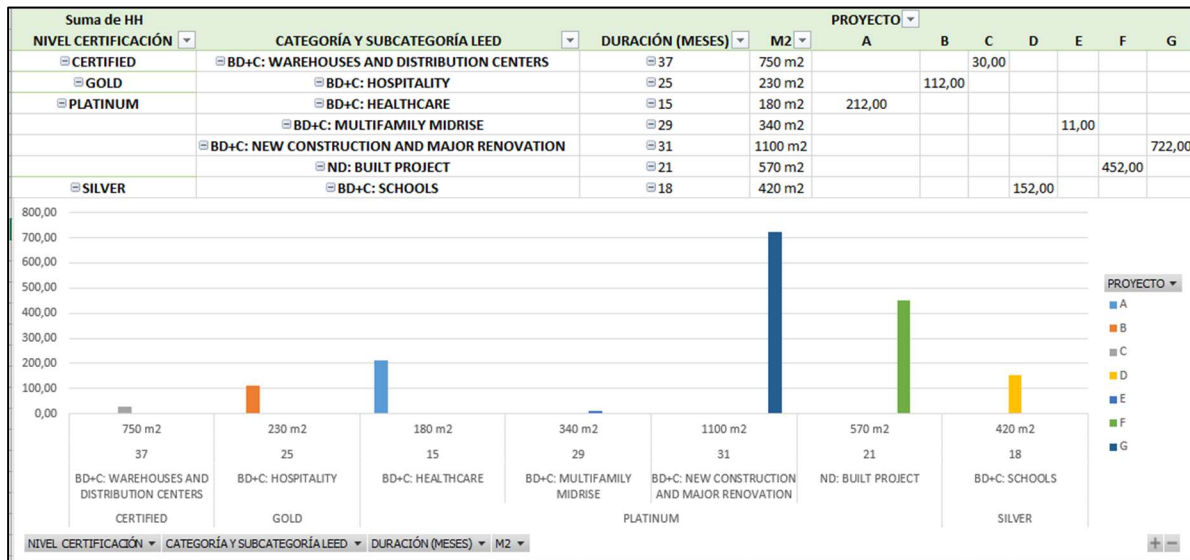 Suma de HH PROYECTO
NIVEL CERTIFICACIÓN CATEGORÍA Y SUBCATEGORÍA LEED DURACIÓN (MESES) M2 A B C D E F G
CERTIFIED BD+C: WAREHOUSES AND DISTRIBUTION CENTERS 37 750 m2 30,00
GOLD BD+C: HOSPITALITY 25 230 m2 112,00
PLATINUM BD+C: HEALTHCARE 15 180 m2 212,00
BD+C: MULTIFAMILY MIDRISE 29 340 m2 11,00
BD+C: NEW CONSTRUCTION AND MAJOR RENOVATION 31 1100 m2 722,00
ND: BUILT PROJECT 21 570 m2 452,00
SILVER BD+C: SCHOOLS 18 420 m2 152,00
800,00
700,00
600,00
500,00
400,00
300,00
200,00
100,00
0,00
PROYECTO
A
B
C
D
E
F
G
750 m2 230 m2 180 m2 340 m2 1100 m2 570 m2 420 m2
37 25 15 29 31 21 18
BD+C: WAREHOUSES AND BD+C: HOSPITALITY BD+C: HEALTHCARE BD+C: MULTIFAMILY BD+C: NEW CONSTRUCTION ND: BUILT PROJECT BD+C: SCHOOLS
DISTRIBUTION CENTERS MIDRISE AND MAJOR RENOVATION
CERTIFIED GOLD PLATINUM SILVER
NIVEL CERTIFICACIÓN CATEGORÍA Y SUBCATEGORÍA LEED DURACIÓN (MESES) M2